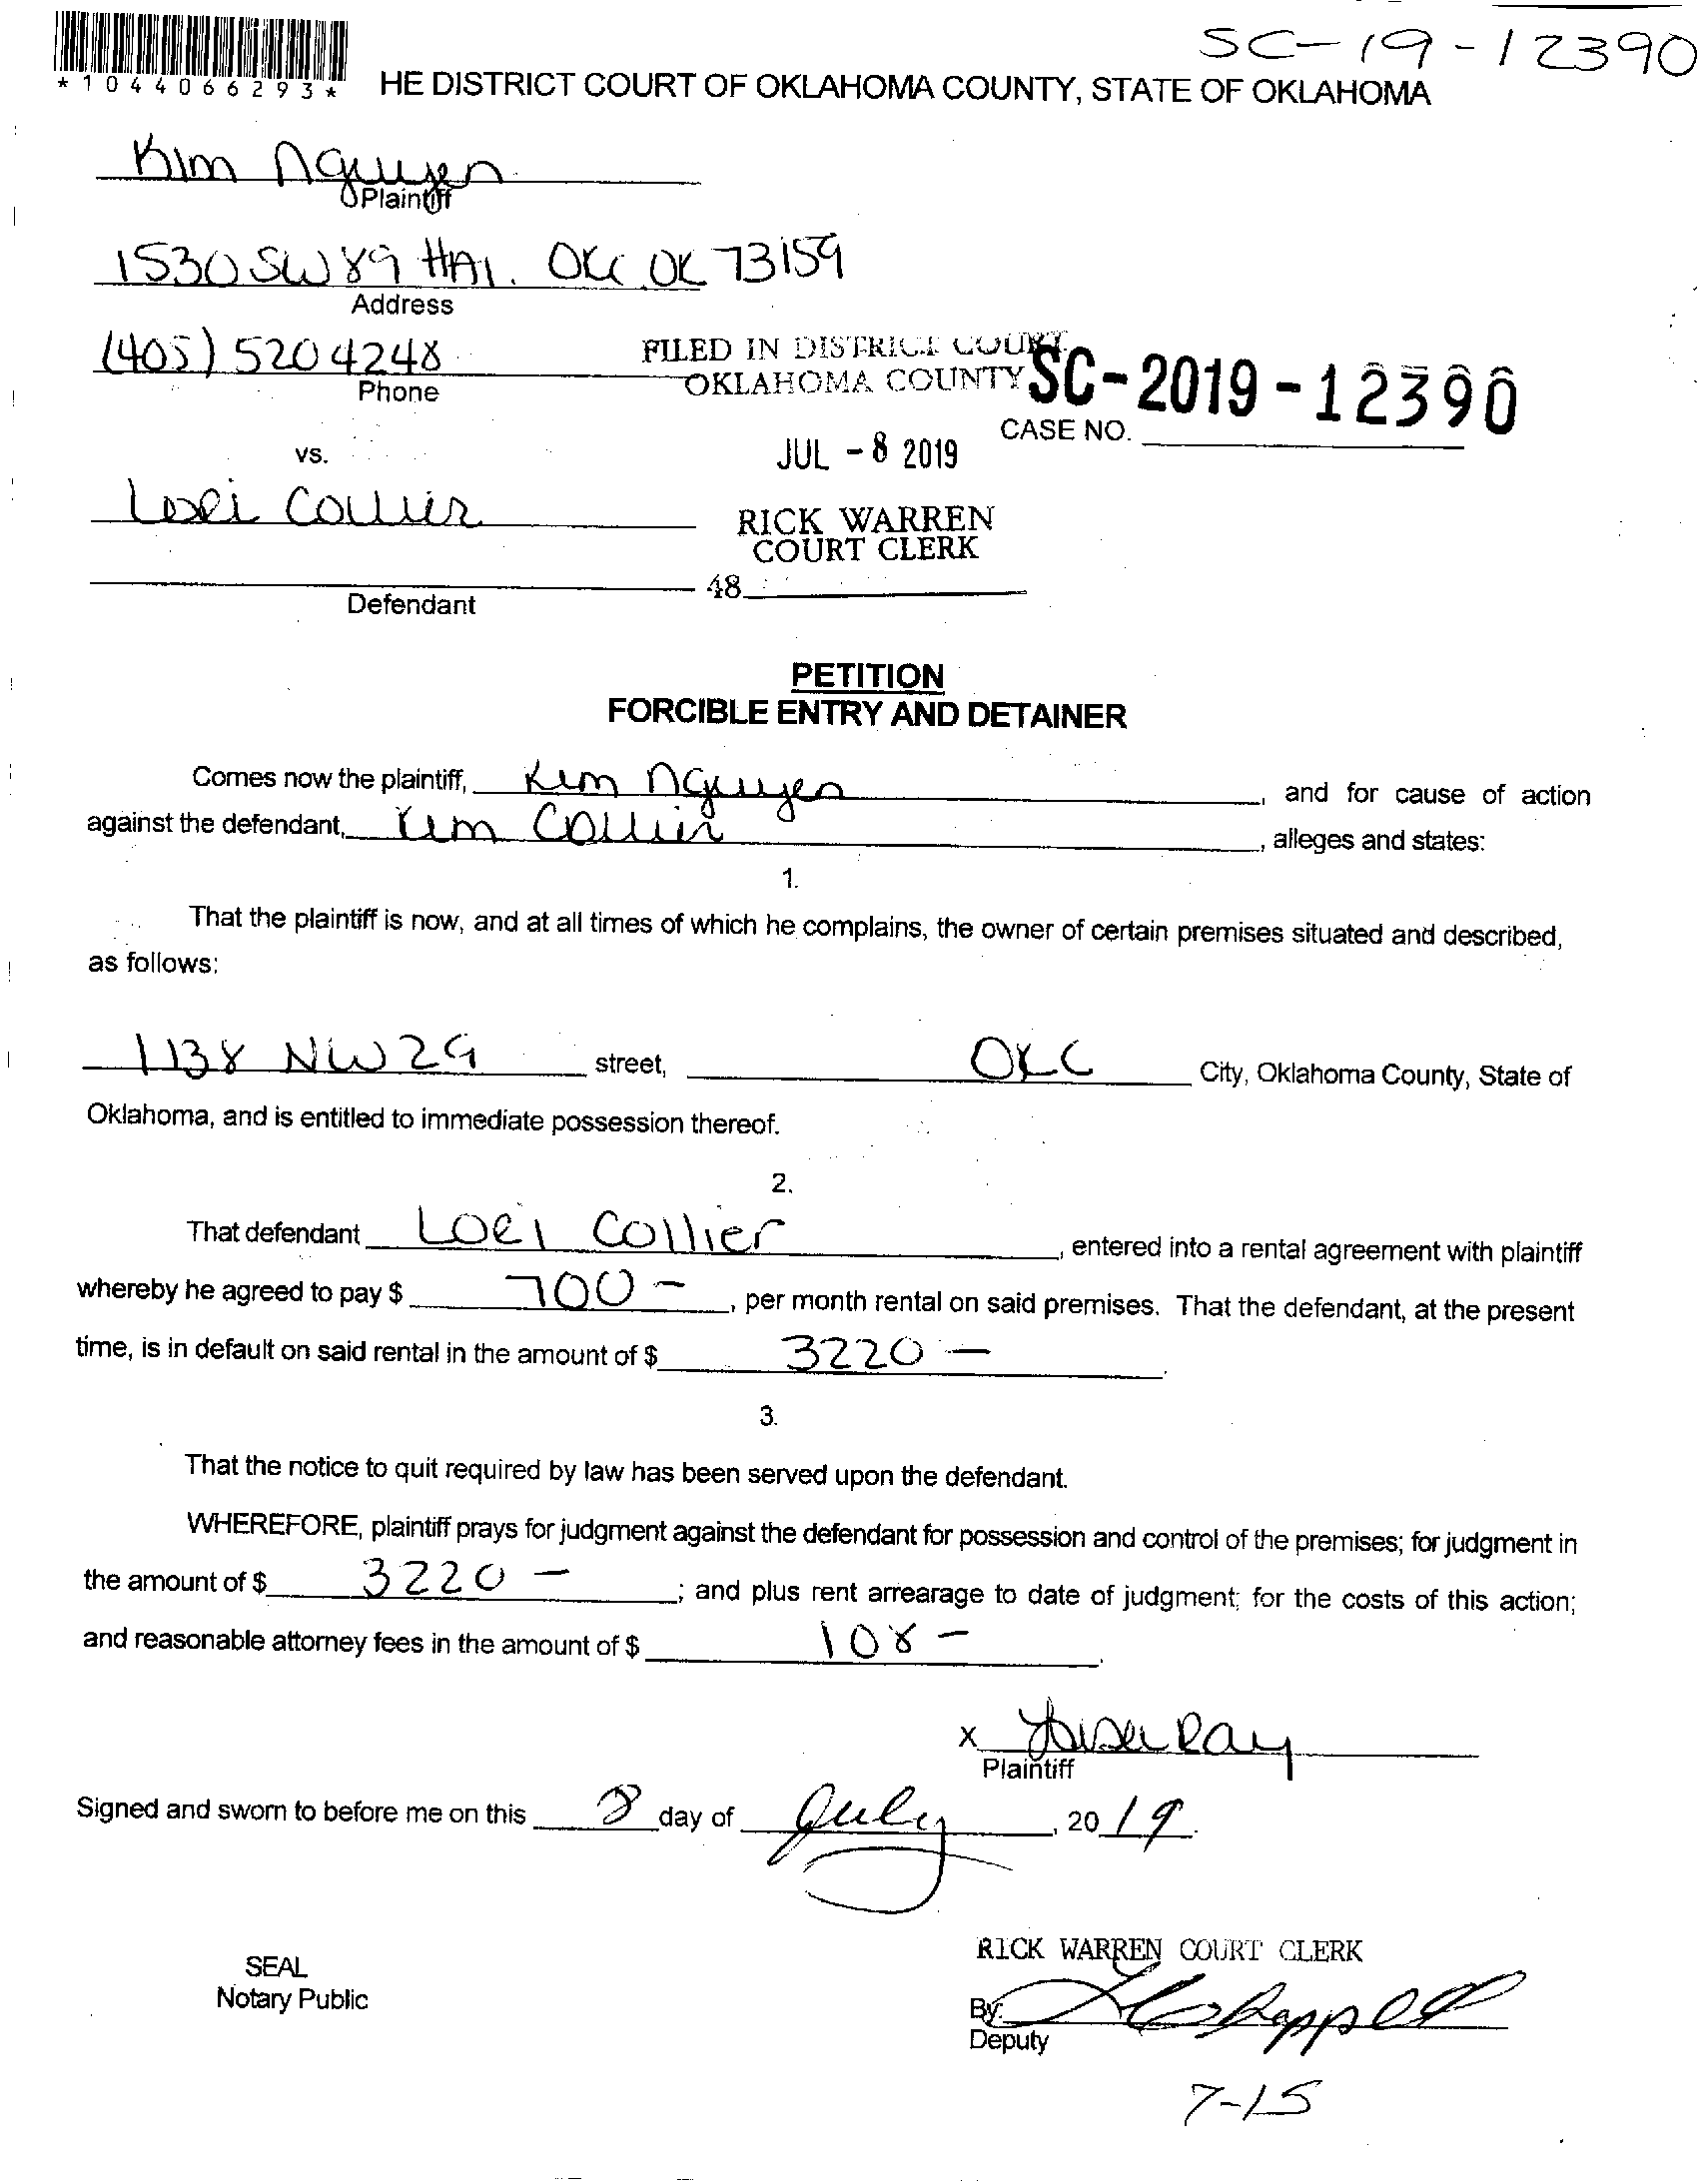 SC-19-12390
*1044066293*
HE DISTRICT COURT OF OKLAHOMA COUNTY, STATE OF OKLAHOMA
Kim Nguyen
Plaintiff
1530 SW 89 OKC OK 73159
Address
(405) 520 4248
Phone
FILED IN DISTRICT COURT
OKLAHOMA COUNTY
SC-2019-12390
CASE NO.
vs.
JUL - 8 2019
Lori Collier
RICK WARREN
COURT CLERK
48
Defendant
PETITION
FORCIBLE ENTRY AND DETAINER
Comes now the plaintiff, Kim Nguyen, and for cause of action
against the defendant, Kim Collier, alleges and states:
1.
That the plaintiff is now, and at all times of which he complains, the owner of certain premises situated and described,
as follows:
1138 NW 29 street, OKC City, Oklahoma County, State of
Oklahoma, and is entitled to immediate possession thereof.
2.
That defendant Lori Collier, entered into a rental agreement with plaintiff
whereby he agreed to pay $ 700 -, per month rental on said premises. That the defendant, at the present
time, is in default on said rental in the amount of $ 3220 -.
3.
That the notice to quit required by law has been served upon the defendant.
WHEREFORE, plaintiff prays for judgment against the defendant for possession and control of the premises; for judgment in
the amount of $ 3220 -; and plus rent arrearage to date of judgment; for the costs of this action;
and reasonable attorney fees in the amount of $ 108 -.
X Ray
Plaintiff
Signed and sworn to before me on this 8 day of July, 2019.
RICK WARREN COURT CLERK
SEAL
Notary Public
By:
Deputy
7-15